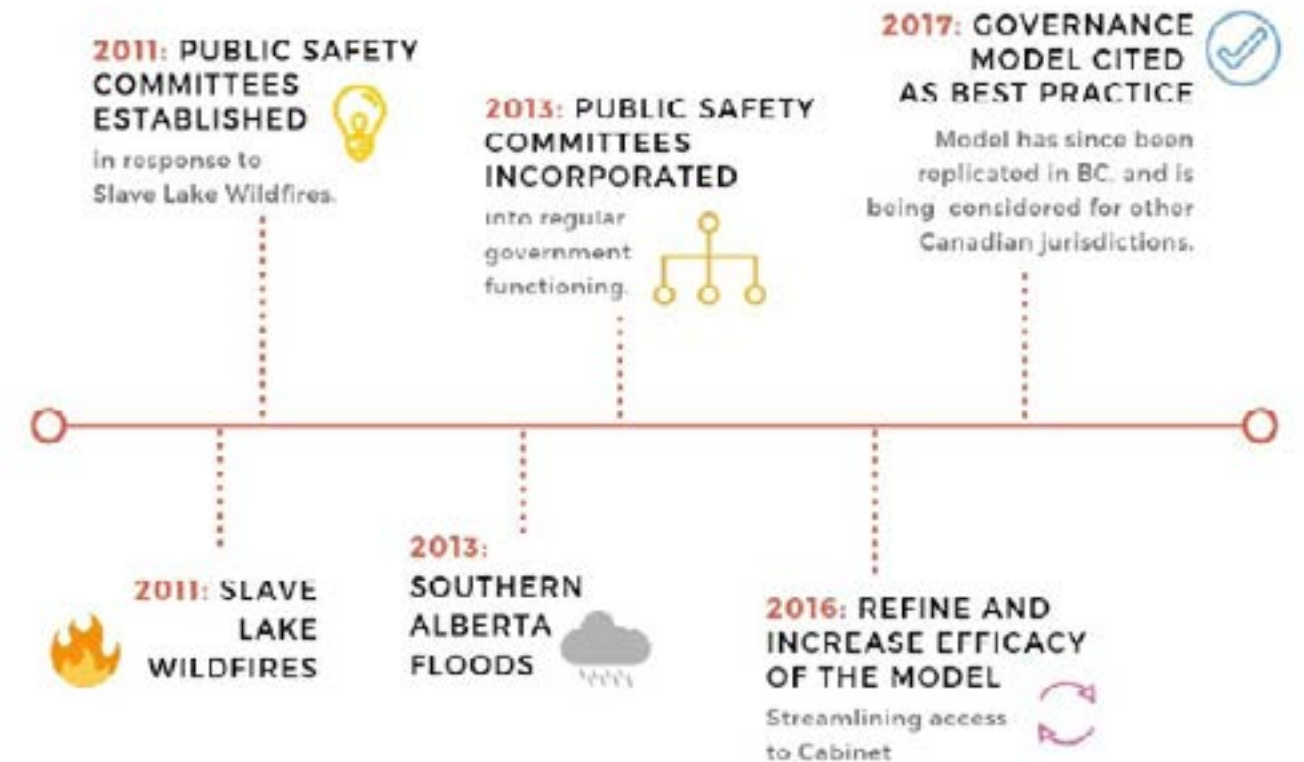 2011: PUBLIC SAFETY
COMMITTEES
ESTABLISHED
in response to
Slave Lake Wildfires.
2013: PUBLIC SAFETY
COMMITTEES
INCORPORATED
into regular
government
functioning.
2017: GOVERNANCE
MODEL CITED
AS BEST PRACTICE
Model has since been
replicated in BC, and is
being considered for other
Canadian jurisdictions.
2011: SLAVE
LAKE
WILDFIRES
2013:
SOUTHERN
ALBERTA
FLOODS
2016: REFINE AND
INCREASE EFFICACY
OF THE MODEL
Streamlining access
to Cabinet